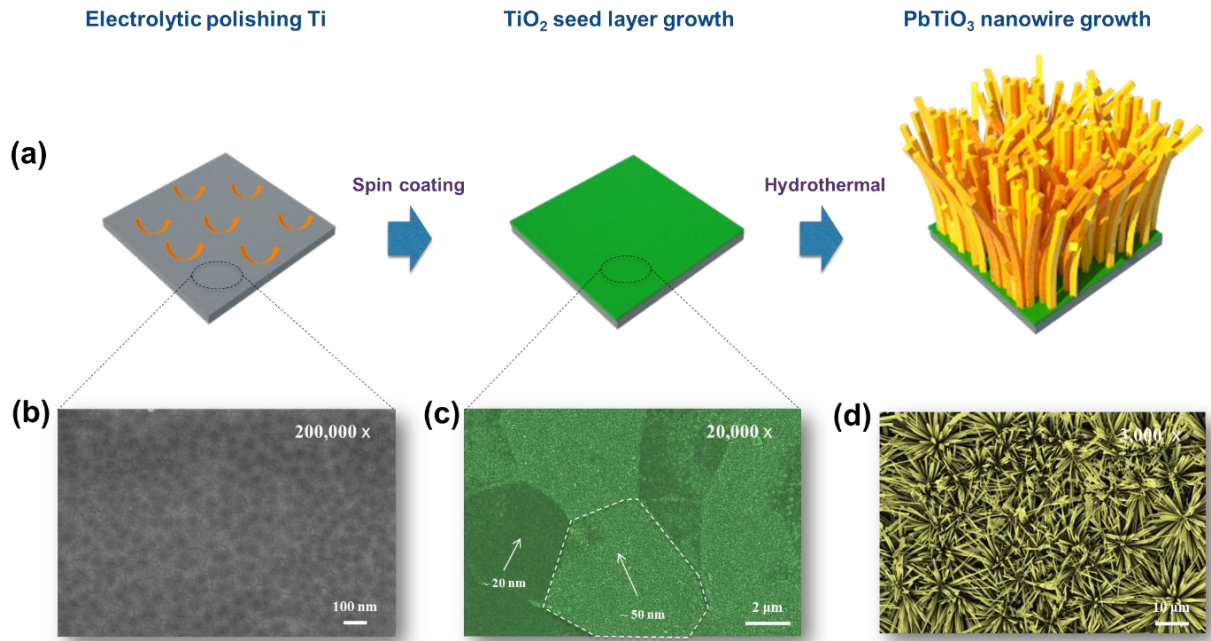 Electrolytic polishing Ti
TiO₂ seed layer growth
PbTiO₃ nanowire growth
(a)
Spin coating
Hydrothermal
(b)
200,000 x
100 nm
(c)
20,000 x
~ 20 nm
~ 50 nm
2 μm
(d)
3,000 x
10 μm